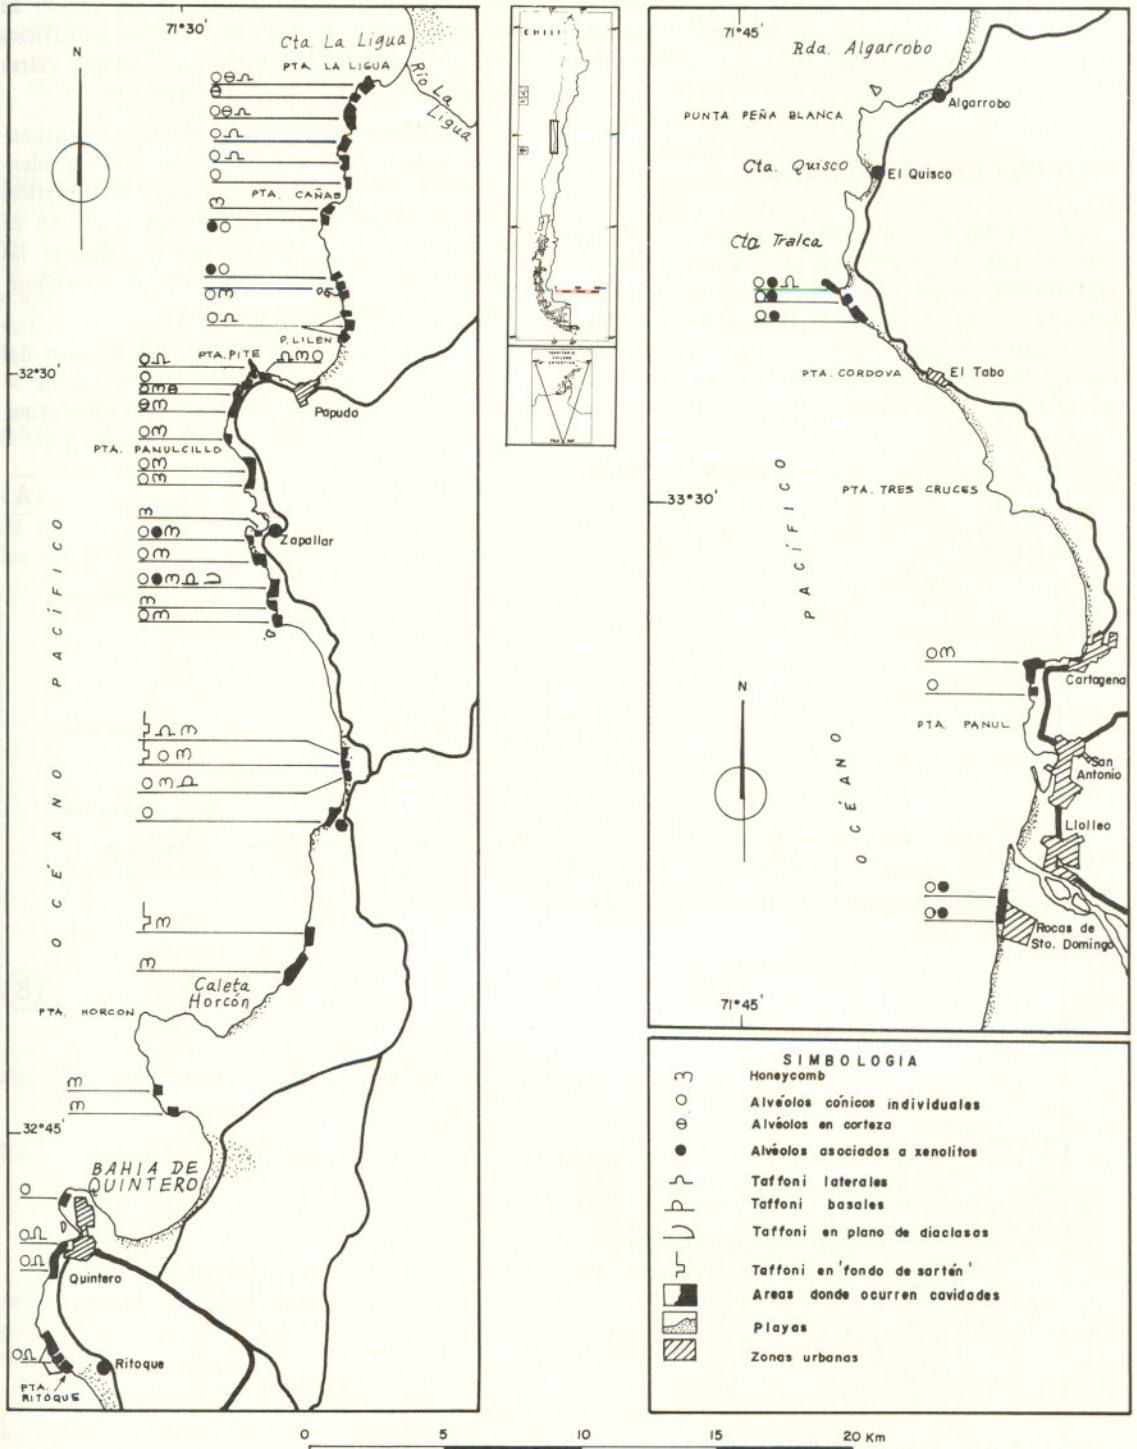 71°30'
N
Cta. La Ligua
PTA. LA LIGUA
Río La Ligua
PTA. CAÑAS
P. LILEN
PTA. PITE
32°30'
Papudo
PTA. PANULCILLO
Zapallar
OCÉANO PACÍFICO
Caleta
Horcón
PTA. HORCON
32°45'
BAHIA DE
QUINTERO
Quintero
Ritoque
PTA.
RITOQUE
CHILE
TERRITORIO
CHILENO
ANTARTICO
71°45'
Rda. Algarrobo
Algarrobo
PUNTA PEÑA BLANCA
Cta. Quisco
El Quisco
Cta Tralca
PTA. CORDOVA
El Tabo
PTA. TRES CRUCES
33°30'
OCÉANO PACÍFICO
Cartagena
N
PTA. PANUL
San
Antonio
Llolleo
Rocas de
Sto. Domingo
71°45'
SIMBOLOGIA
Honeycomb
Alvéolos cónicos individuales
Alvéolos en corteza
Alvéolos asociados a xenolitos
Taffoni laterales
Taffoni basales
Taffoni en plano de diaclasas
Taffoni en 'fondo de sartén'
Areas donde ocurren cavidades
Playas
Zonas urbanas
0 5 10 15 20 Km